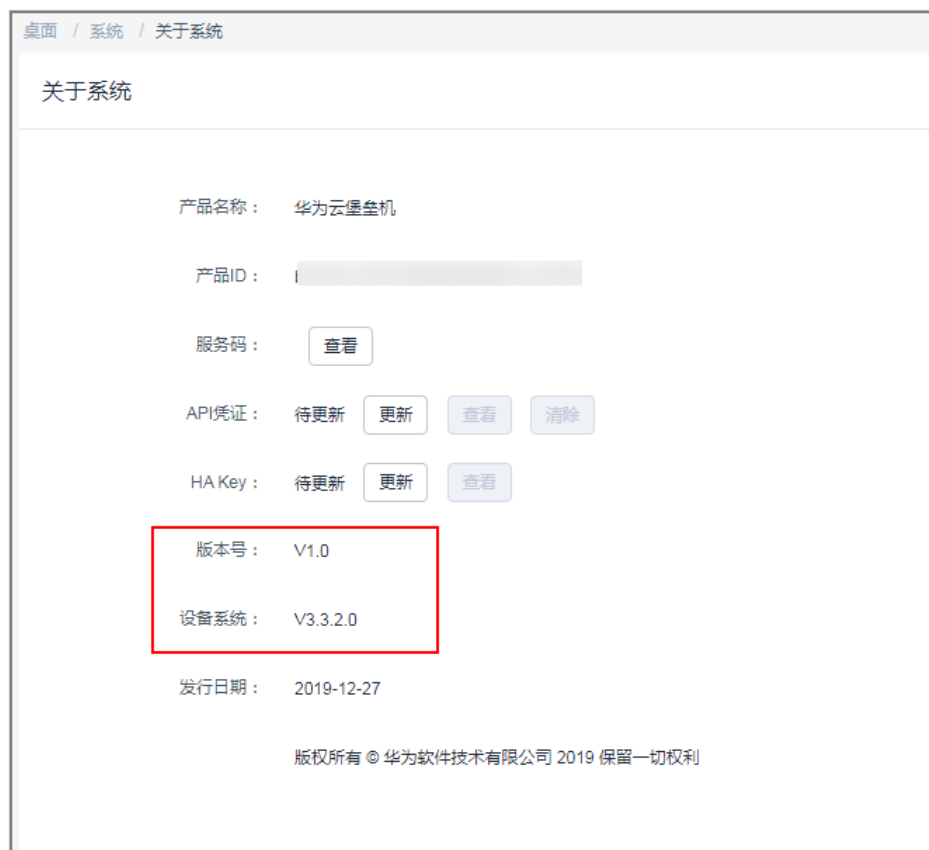 桌面 / 系统 / 关于系统
关于系统
产品名称： 华为云堡垒机
产品ID：
服务码： 查看
API凭证： 待更新 更新 查看 清除
HA Key： 待更新 更新 查看
版本号： V1.0
设备系统： V3.3.2.0
发行日期： 2019-12-27
版权所有 © 华为软件技术有限公司 2019 保留一切权利